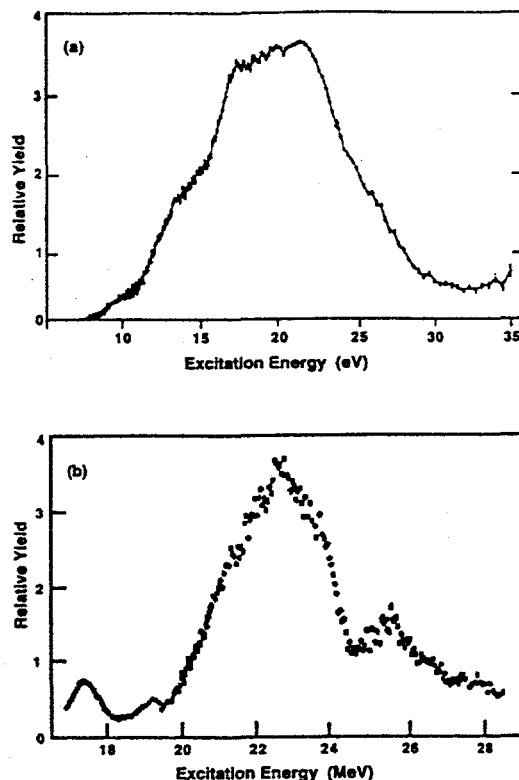 (a)
4
3
2
1
0
Relative Yield
10 15 20 25 30 35
Excitation Energy (eV)
(b)
4
3
2
1
0
Relative Yield
18 20 22 24 26 28
Excitation Energy (MeV)